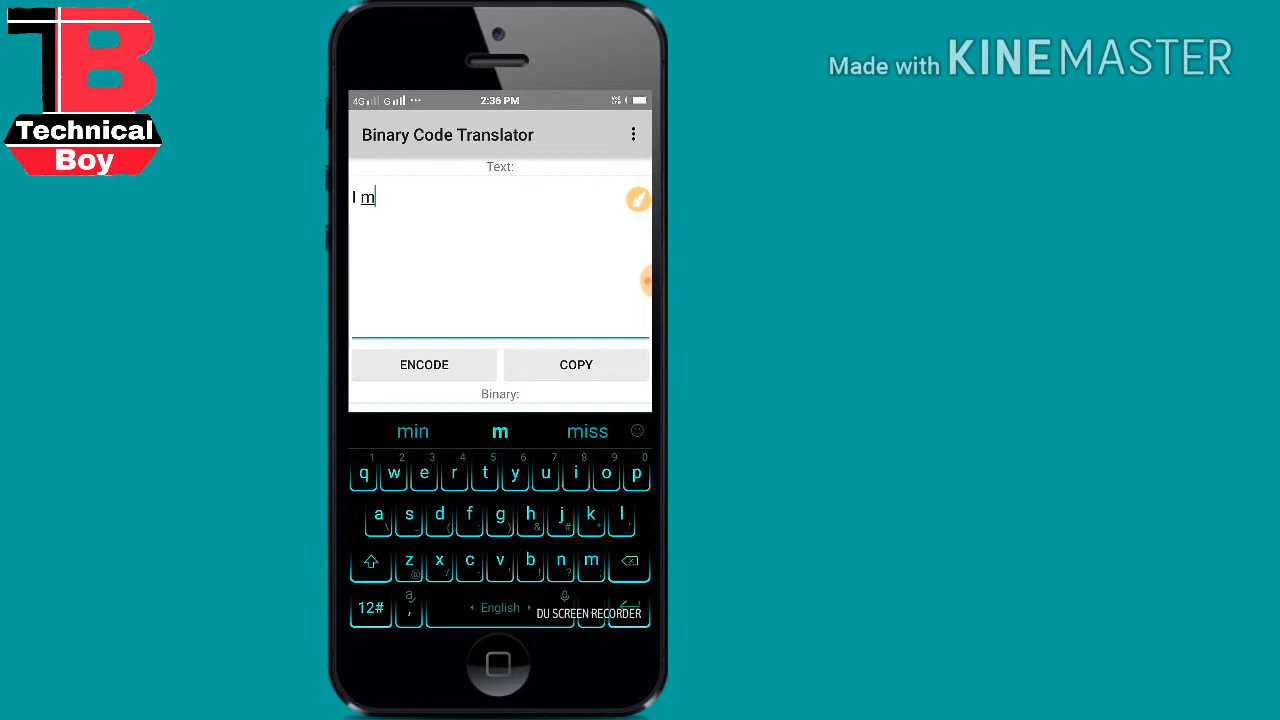 TB
Technical
Boy
Made with KINEMASTER
4G G 2:36 PM
Binary Code Translator
Text:
I m
ENCODE COPY
Binary:
min m miss
1 2 3 4 5 6 7 8 9 0
q w e r t y u i o p
a s d f g h j k l
\ _ ( : ) & # * "
z x c v b n m
@ / ! ? ;
12# , English
DU SCREEN RECORDER